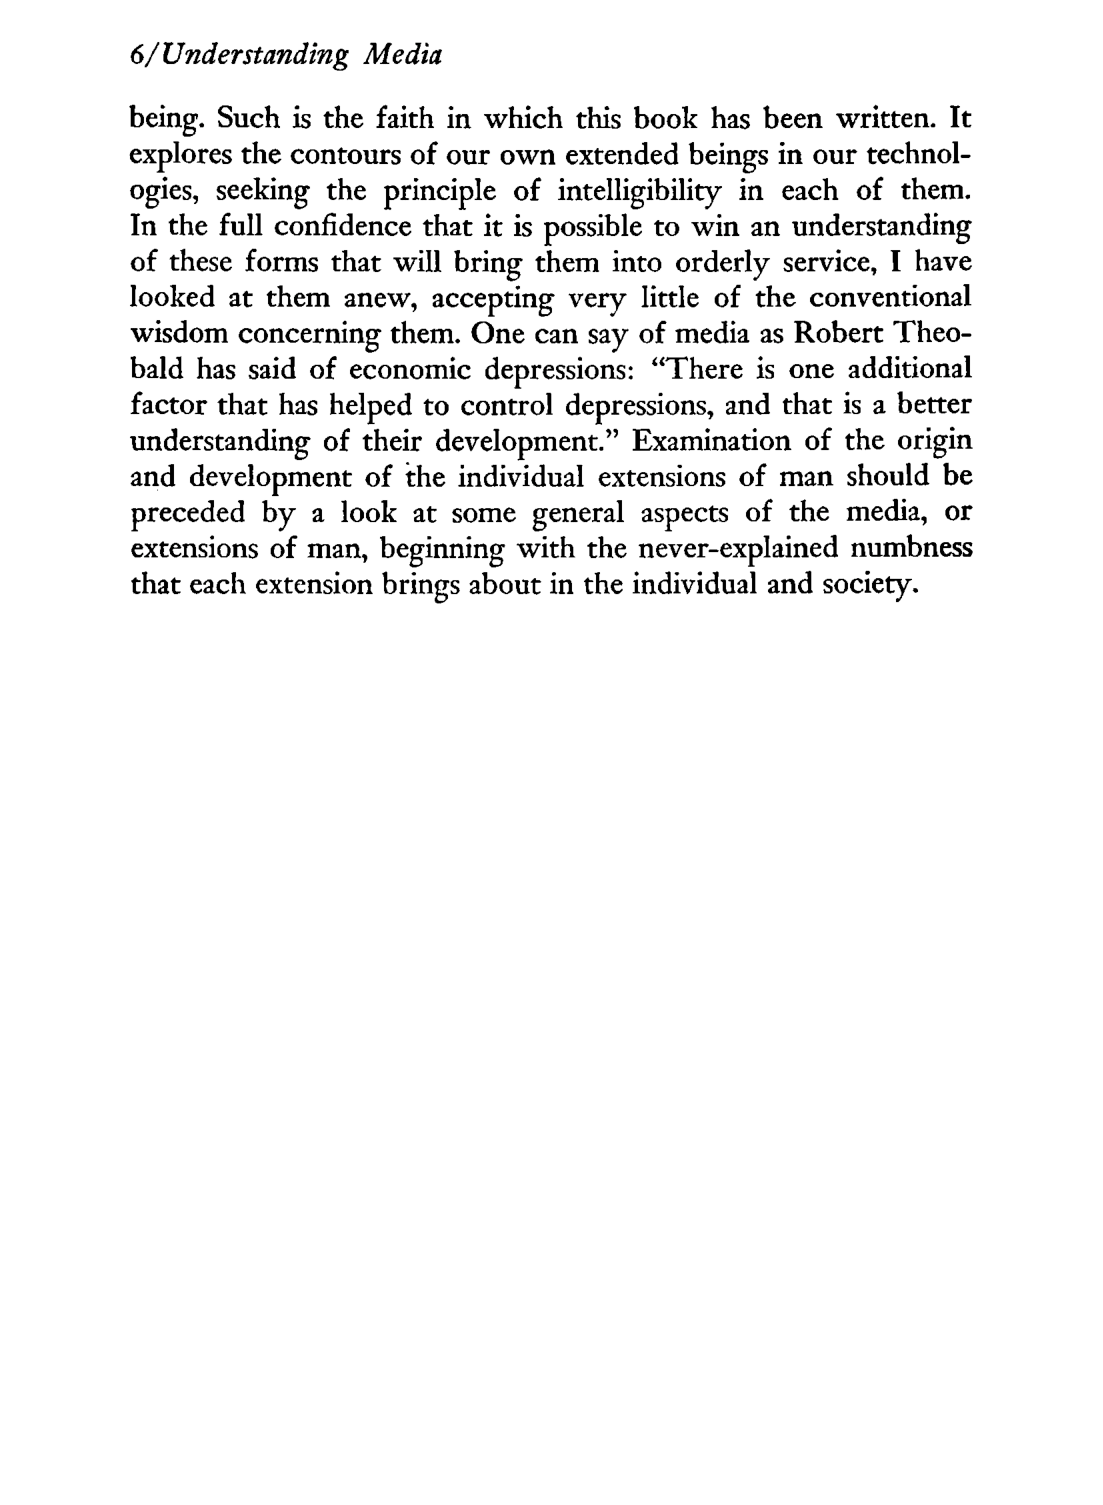 6/Understanding Media
being. Such is the faith in which this book has been written. It
explores the contours of our own extended beings in our technol-
ogies, seeking the principle of intelligibility in each of them.
In the full confidence that it is possible to win an understanding
of these forms that will bring them into orderly service, I have
looked at them anew, accepting very little of the conventional
wisdom concerning them. One can say of media as Robert Theo-
bald has said of economic depressions: “There is one additional
factor that has helped to control depressions, and that is a better
understanding of their development.” Examination of the origin
and development of the individual extensions of man should be
preceded by a look at some general aspects of the media, or
extensions of man, beginning with the never-explained numbness
that each extension brings about in the individual and society.